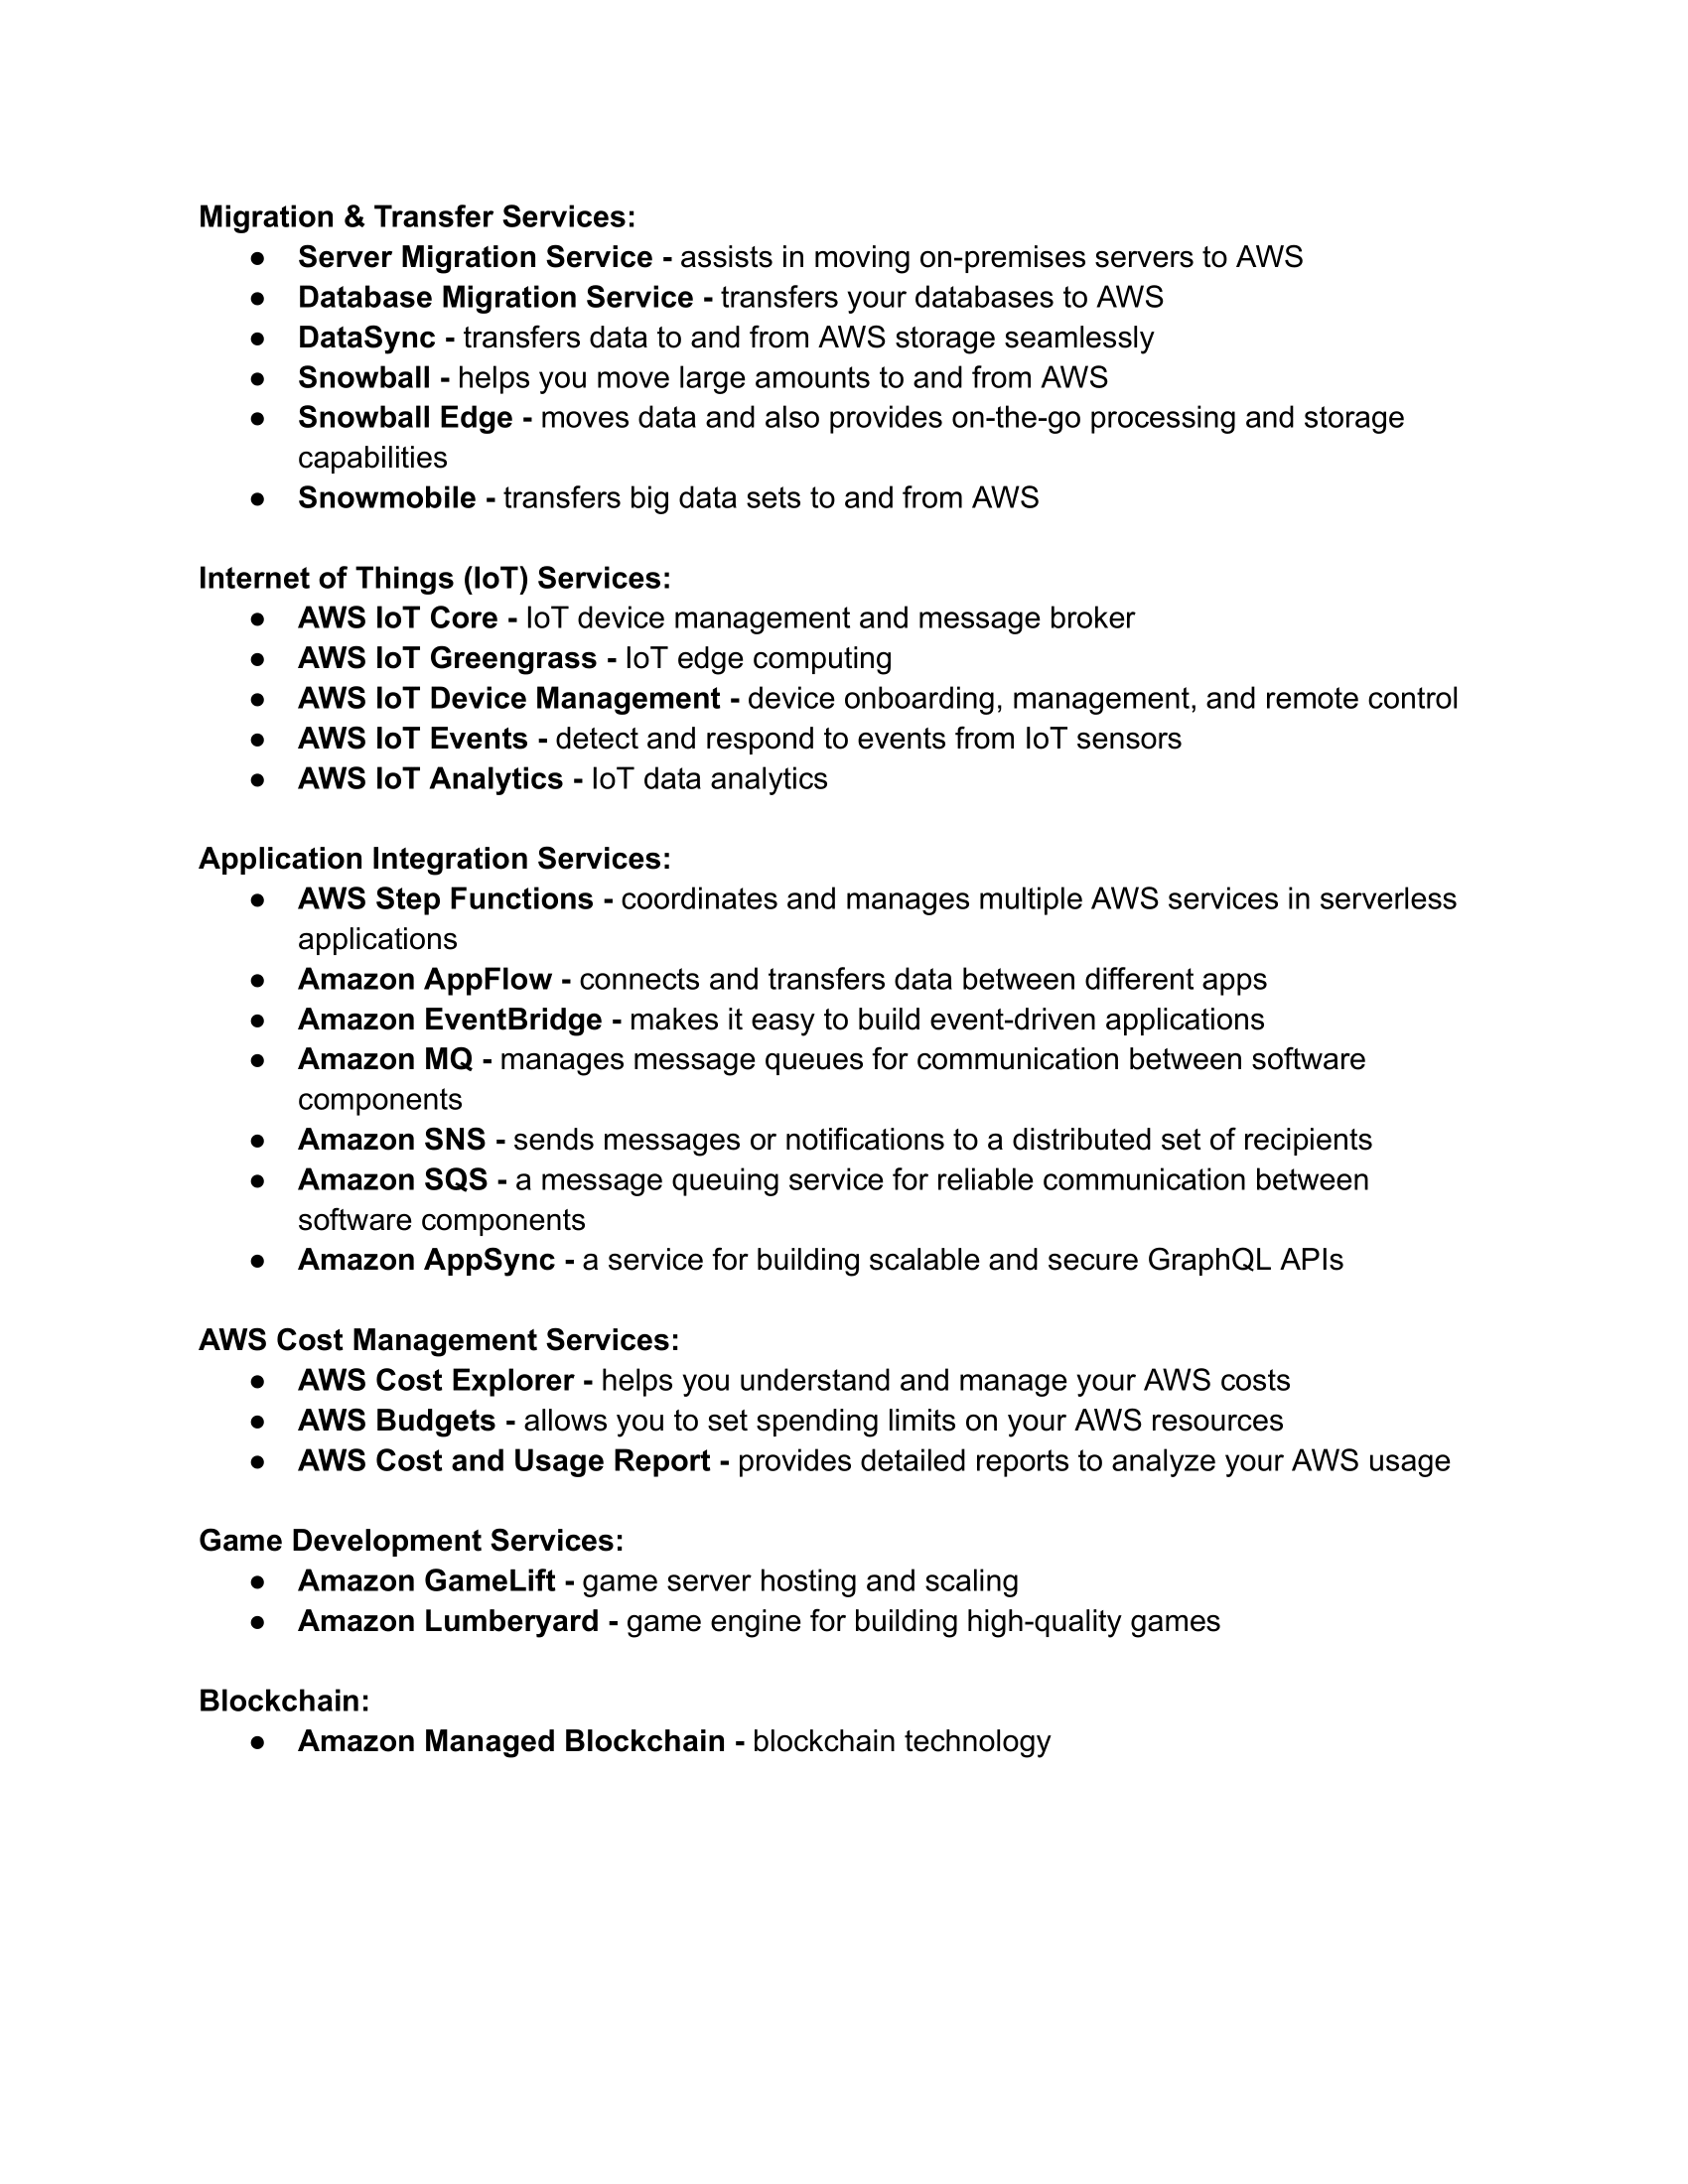 Migration & Transfer Services:
● Server Migration Service - assists in moving on-premises servers to AWS
● Database Migration Service - transfers your databases to AWS
● DataSync - transfers data to and from AWS storage seamlessly
● Snowball - helps you move large amounts to and from AWS
● Snowball Edge - moves data and also provides on-the-go processing and storage
capabilities
● Snowmobile - transfers big data sets to and from AWS
Internet of Things (IoT) Services:
● AWS IoT Core - IoT device management and message broker
● AWS IoT Greengrass - IoT edge computing
● AWS IoT Device Management - device onboarding, management, and remote control
● AWS IoT Events - detect and respond to events from IoT sensors
● AWS IoT Analytics - IoT data analytics
Application Integration Services:
● AWS Step Functions - coordinates and manages multiple AWS services in serverless
applications
● Amazon AppFlow - connects and transfers data between different apps
● Amazon EventBridge - makes it easy to build event-driven applications
● Amazon MQ - manages message queues for communication between software
components
● Amazon SNS - sends messages or notifications to a distributed set of recipients
● Amazon SQS - a message queuing service for reliable communication between
software components
● Amazon AppSync - a service for building scalable and secure GraphQL APIs
AWS Cost Management Services:
● AWS Cost Explorer - helps you understand and manage your AWS costs
● AWS Budgets - allows you to set spending limits on your AWS resources
● AWS Cost and Usage Report - provides detailed reports to analyze your AWS usage
Game Development Services:
● Amazon GameLift - game server hosting and scaling
● Amazon Lumberyard - game engine for building high-quality games
Blockchain:
● Amazon Managed Blockchain - blockchain technology